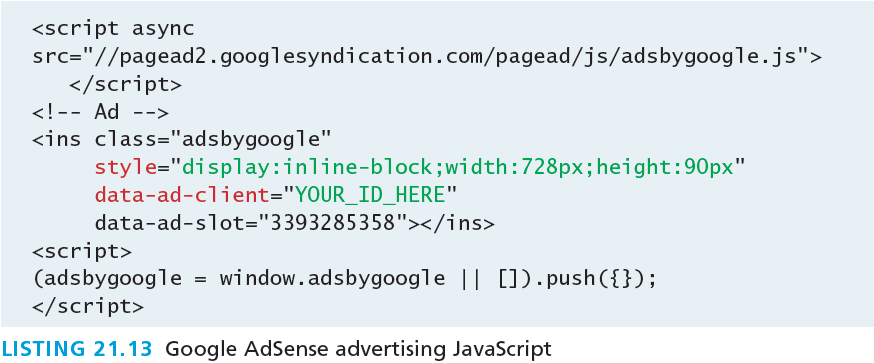 <script async
src="//pagead2.googlesyndication.com/pagead/js/adsbygoogle.js">
   </script>
<!-- Ad -->
<ins class="adsbygoogle"
     style="display:inline-block;width:728px;height:90px"
     data-ad-client="YOUR_ID_HERE"
     data-ad-slot="3393285358"></ins>
<script>
(adsbygoogle = window.adsbygoogle || []).push({});
</script>
LISTING 21.13 Google AdSense advertising JavaScript